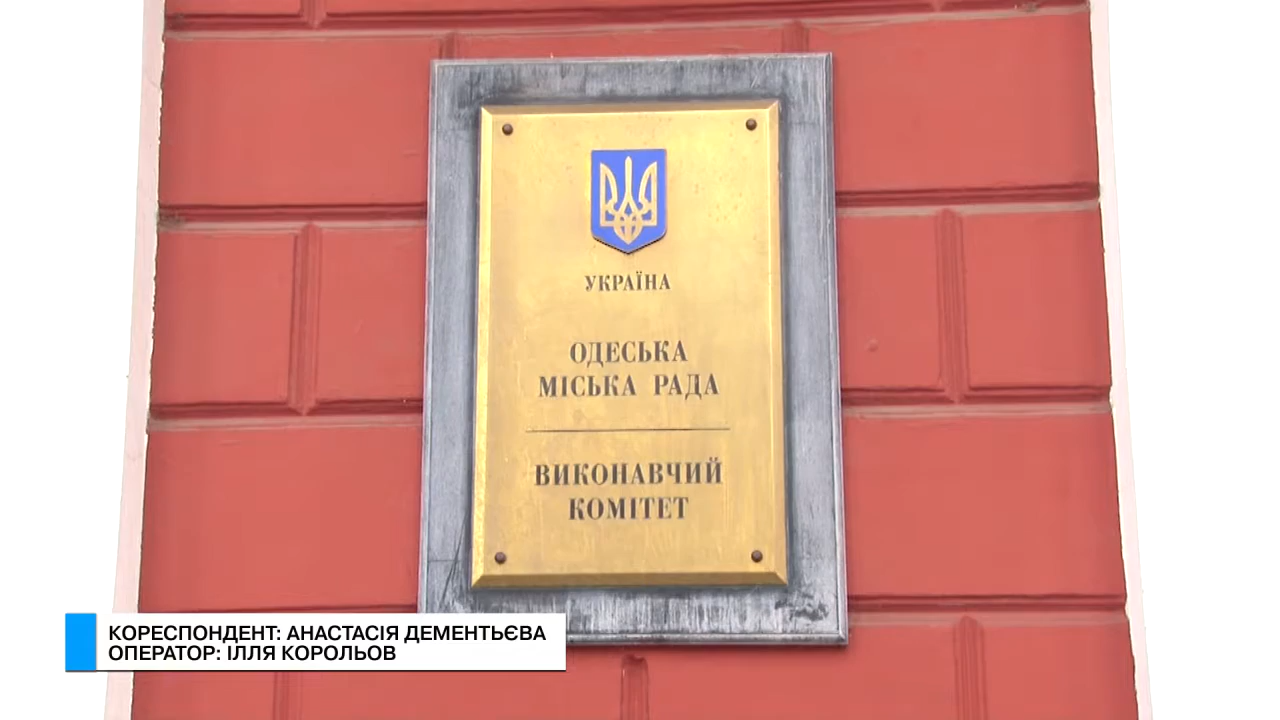 УКРАЇНА
ОДЕСЬКА
МІСЬКА РАДА
ВИКОНАВЧИЙ
КОМІТЕТ
КОРЕСПОНДЕНТ: АНАСТАСІЯ ДЕМЕНТЬЄВА
ОПЕРАТОР: ІЛЛЯ КОРОЛЬОВ